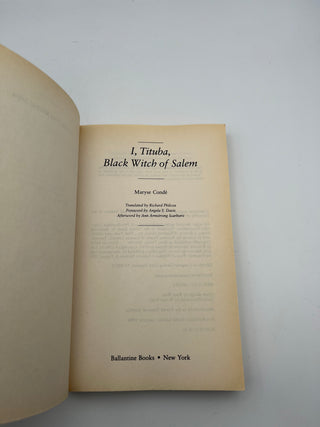 I, Tituba,
Black Witch of Salem
Maryse Condé
Translated by Richard Philcox
Foreword by Angela Y. Davis
Afterword by Ann Armstrong Scarboro
Ballantine Books • New York